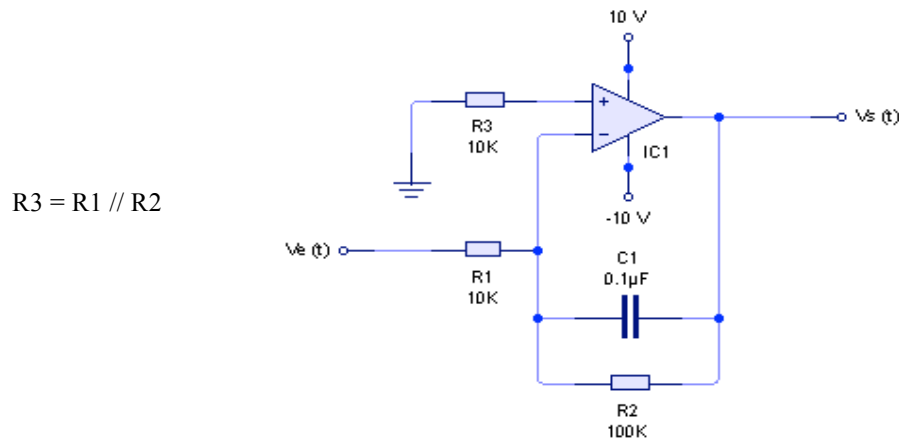 10 V
+
R3
10K
−
IC1
Vs (t)
-10 V
R3 = R1 // R2
Ve (t)
R1
10K
C1
0.1µF
R2
100K